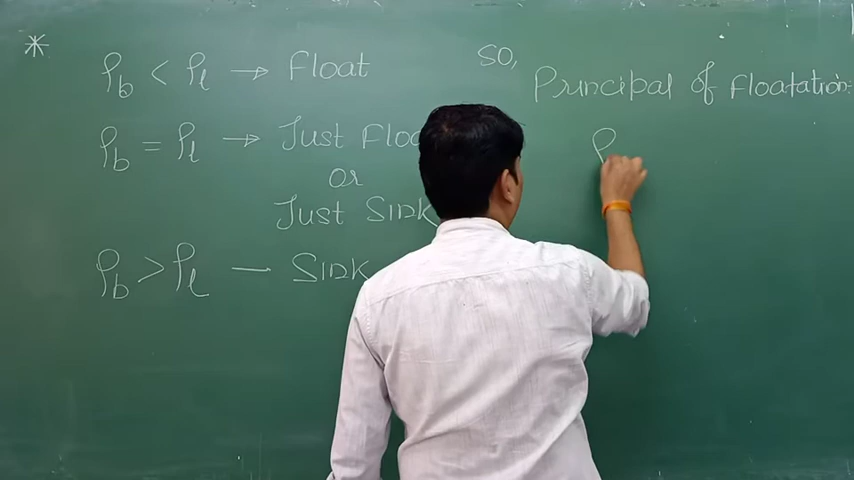 *
ρb < ρl → Float
ρb = ρl → Just Floa
or
Just Sink
ρb > ρl — Sink
So,
Principal of Floatation:
ρ